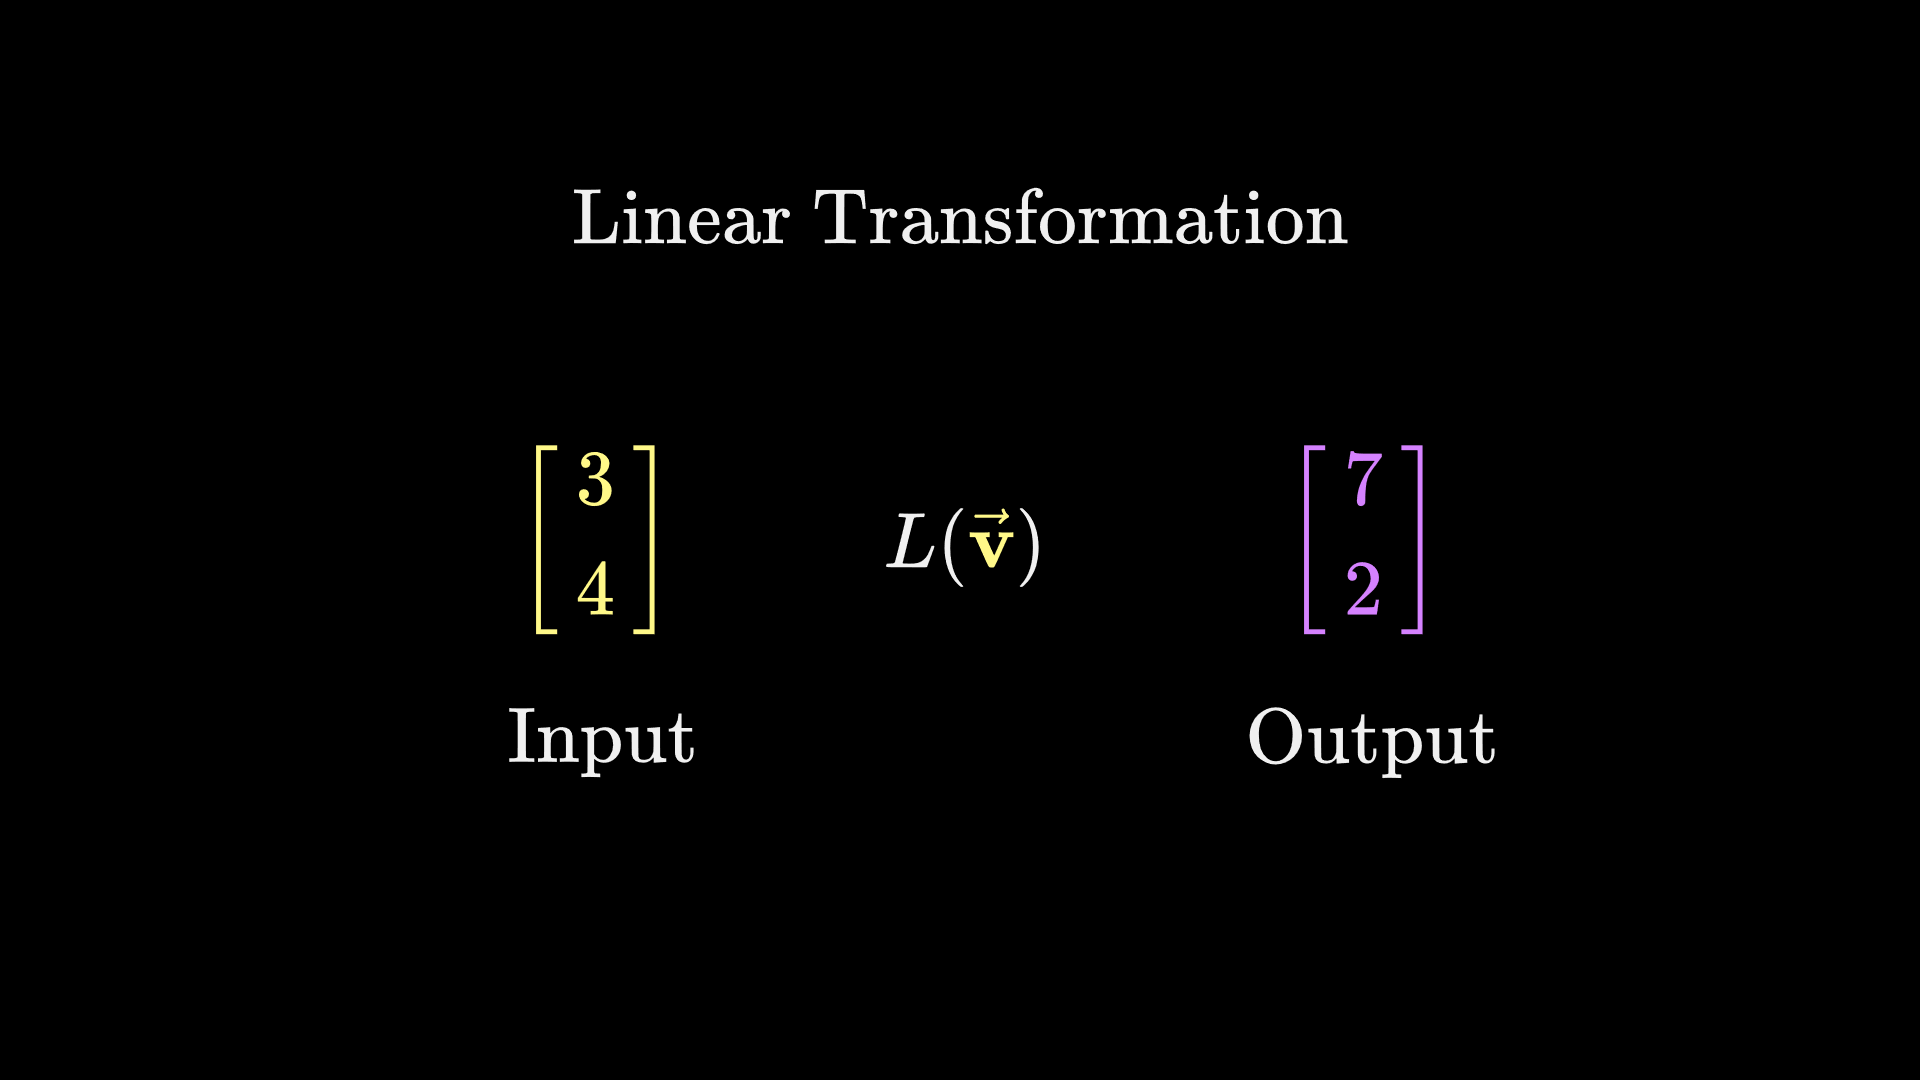 Linear Transformation
[3 4] L(v⃗) [7 2]
Input Output